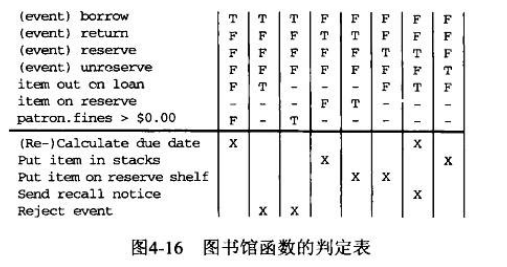 (event) borrow T T T F F F F F
(event) return F F F T T F F F
(event) reserve F F F F F T T F
(event) unreserve F F F F F F F T
item out on loan F T - - - F T F
item on reserve - - - F T - - -
patron.fines > $0.00 F - T - - - - -
(Re-)Calculate due date X X
Put item in stacks X X
Put item on reserve shelf X X
Send recall notice X
Reject event X X
图4-16 图书馆函数的判定表